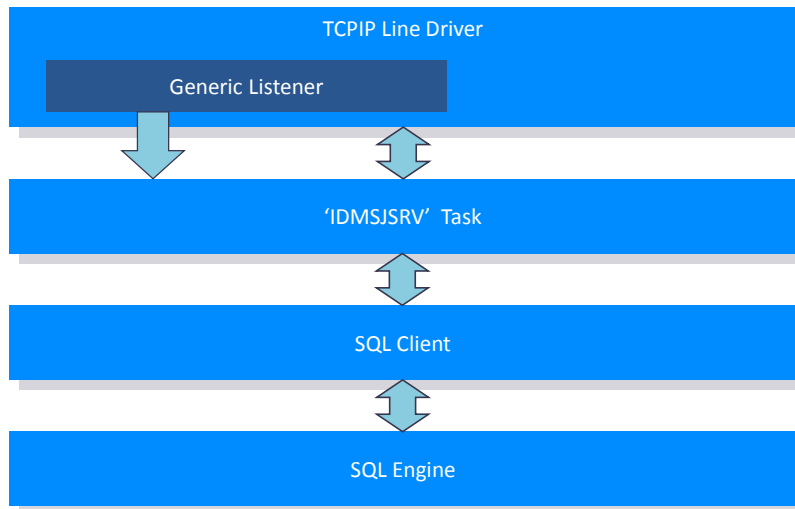 TCPIP Line Driver
Generic Listener
‘IDMSJSRV’ Task
SQL Client
SQL Engine